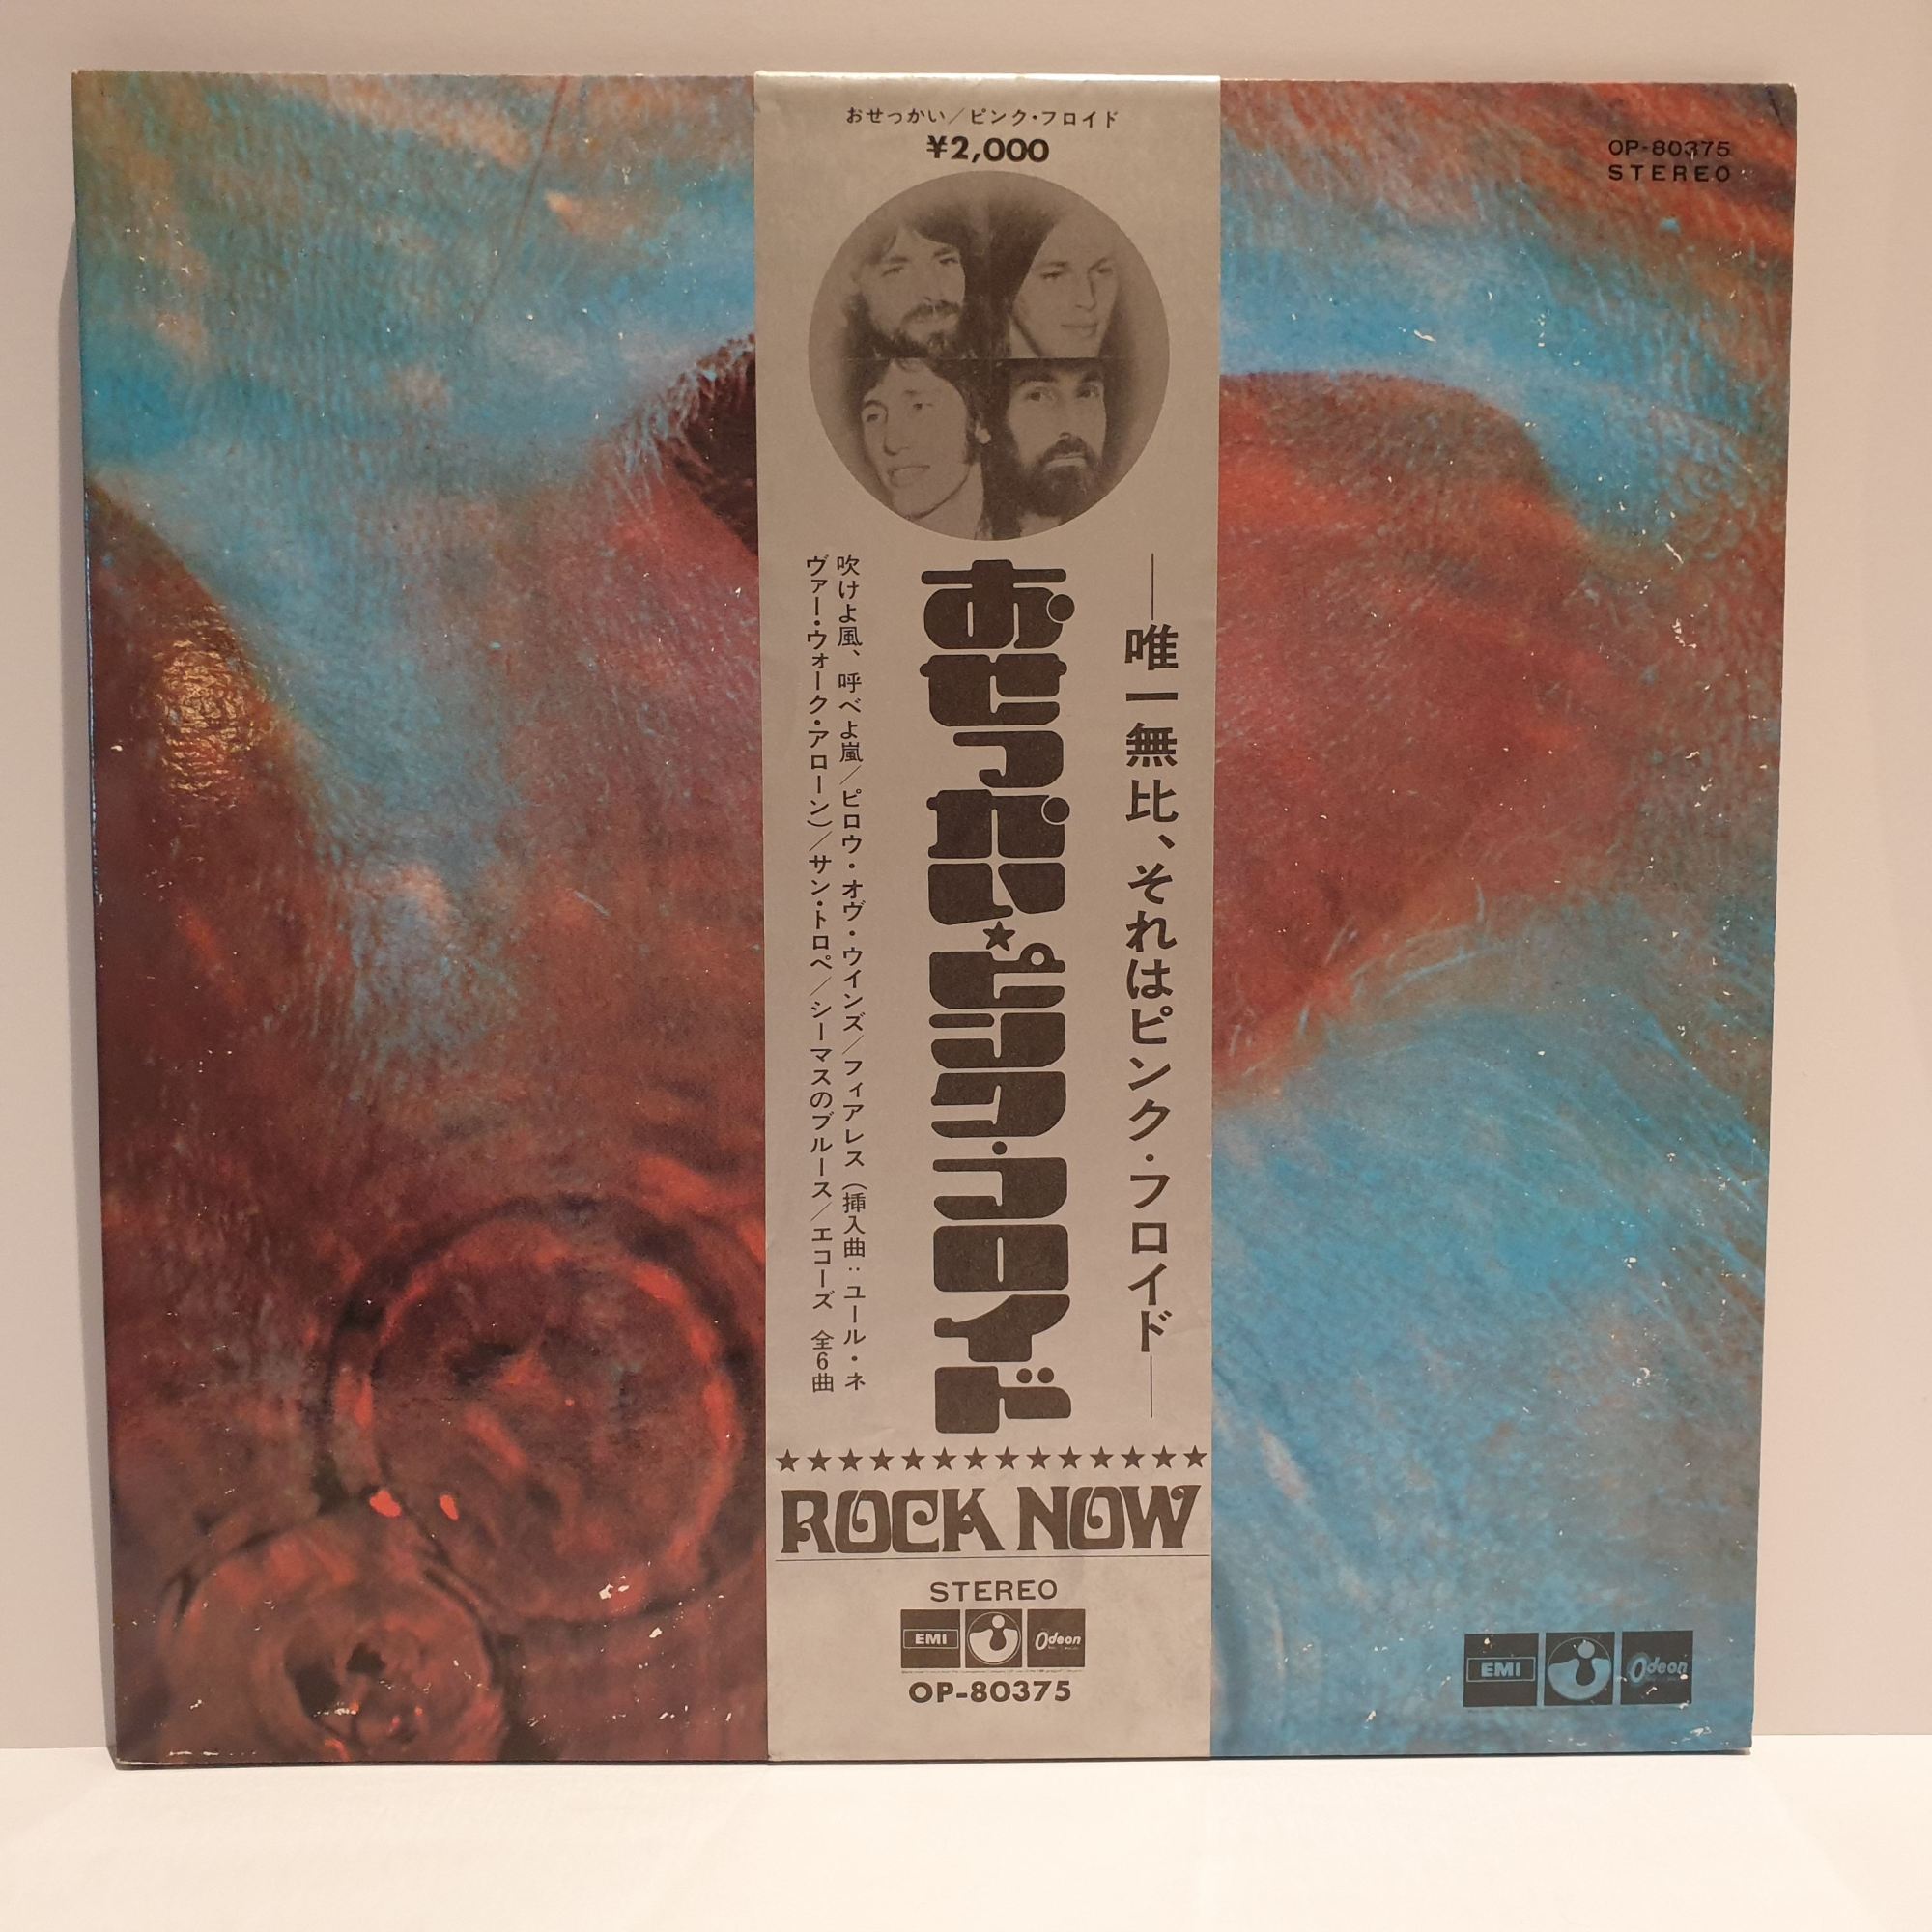 おせっかい/ピンク・フロイド
¥2,000
OP-80375
STEREO
——唯一無比、それはピンク・フロイド——
おせっかい★ピンク・フロイド
吹けよ風、呼べよ嵐/ピロウ・オヴ・ウインズ/フィアレス(挿入曲:ユール・ネ
ヴァー・ウォーク・アローン)/サン・トロペ/シーマスのブルース/エコーズ 全6曲
★★★★★★★★★★★★★★
ROCK NOW
STEREO
EMI
Odeon
OP-80375
EMI
Odeon